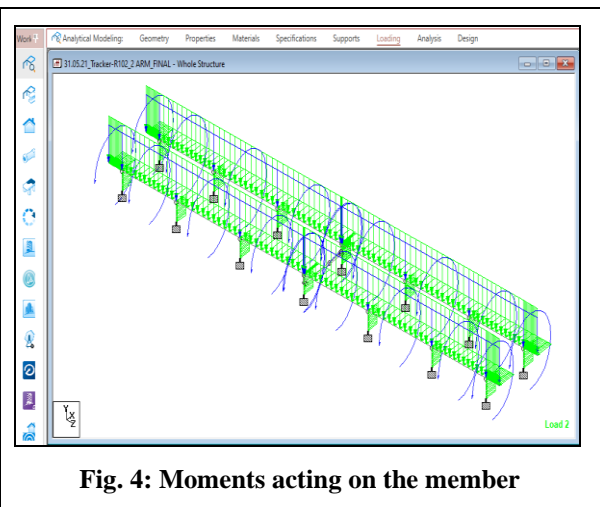 Work
Analytical Modeling: Geometry Properties Materials Specifications Supports Loading Analysis Design
31.05.21_Tracker-R102_2 ARM_FINAL - Whole Structure
Y
X
Z
Load 2
Fig. 4: Moments acting on the member